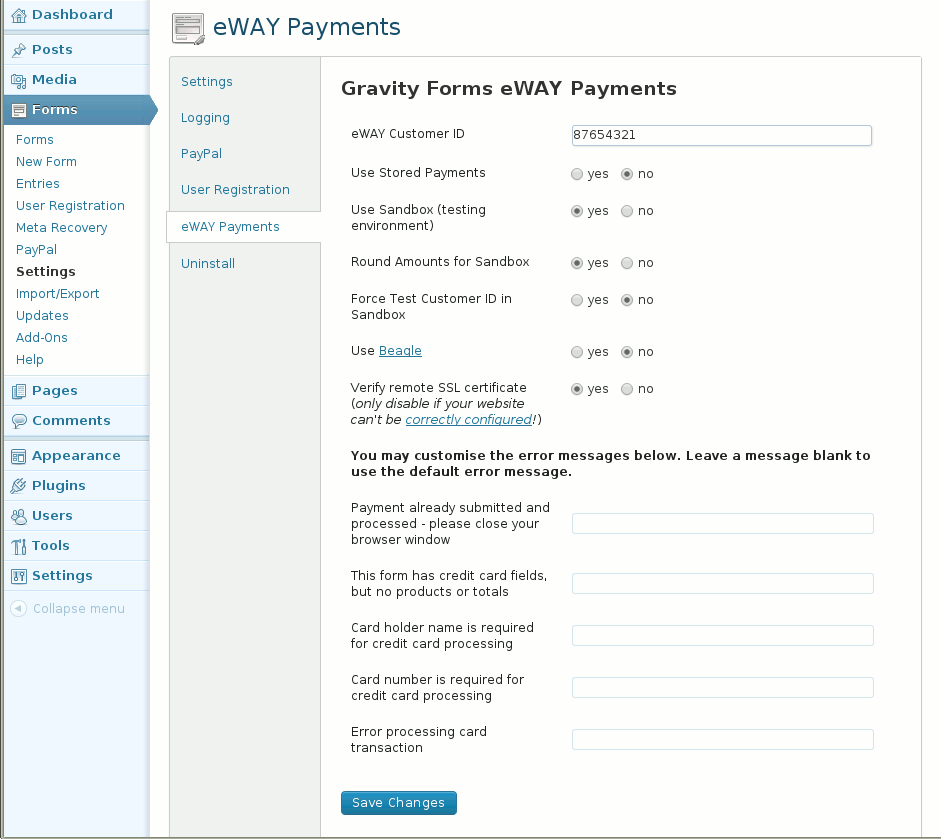 Dashboard
Posts
Media
Forms
Forms
New Form
Entries
User Registration
Meta Recovery
PayPal
Settings
Import/Export
Updates
Add-Ons
Help
Pages
Comments
Appearance
Plugins
Users
Tools
Settings
Collapse menu
eWAY Payments
Settings
Logging
PayPal
User Registration
eWAY Payments
Uninstall
Gravity Forms eWAY Payments
eWAY Customer ID 87654321
Use Stored Payments yes no
Use Sandbox (testing yes no
environment)
Round Amounts for Sandbox yes no
Force Test Customer ID in yes no
Sandbox
Use Beagle yes no
Verify remote SSL certificate yes no
(only disable if your website
can't be correctly configured!)
You may customise the error messages below. Leave a message blank to
use the default error message.
Payment already submitted and
processed - please close your
browser window
This form has credit card fields,
but no products or totals
Card holder name is required
for credit card processing
Card number is required for
credit card processing
Error processing card
transaction
Save Changes